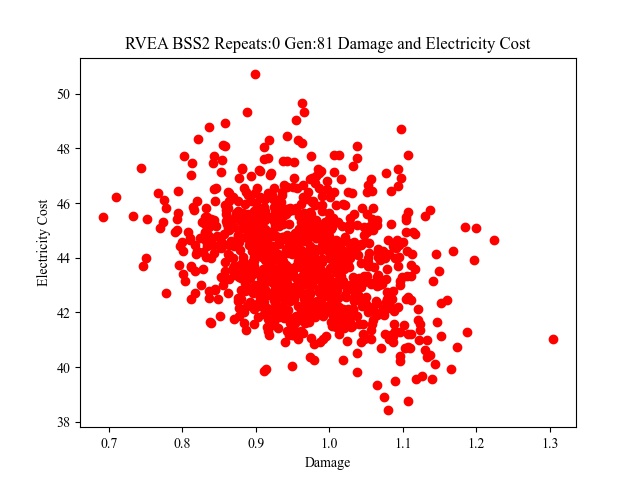 RVEA BSS2 Repeats:0 Gen:81 Damage and Electricity Cost
50
48
46
44
42
40
38
Electricity Cost
0.7 0.8 0.9 1.0 1.1 1.2 1.3
Damage